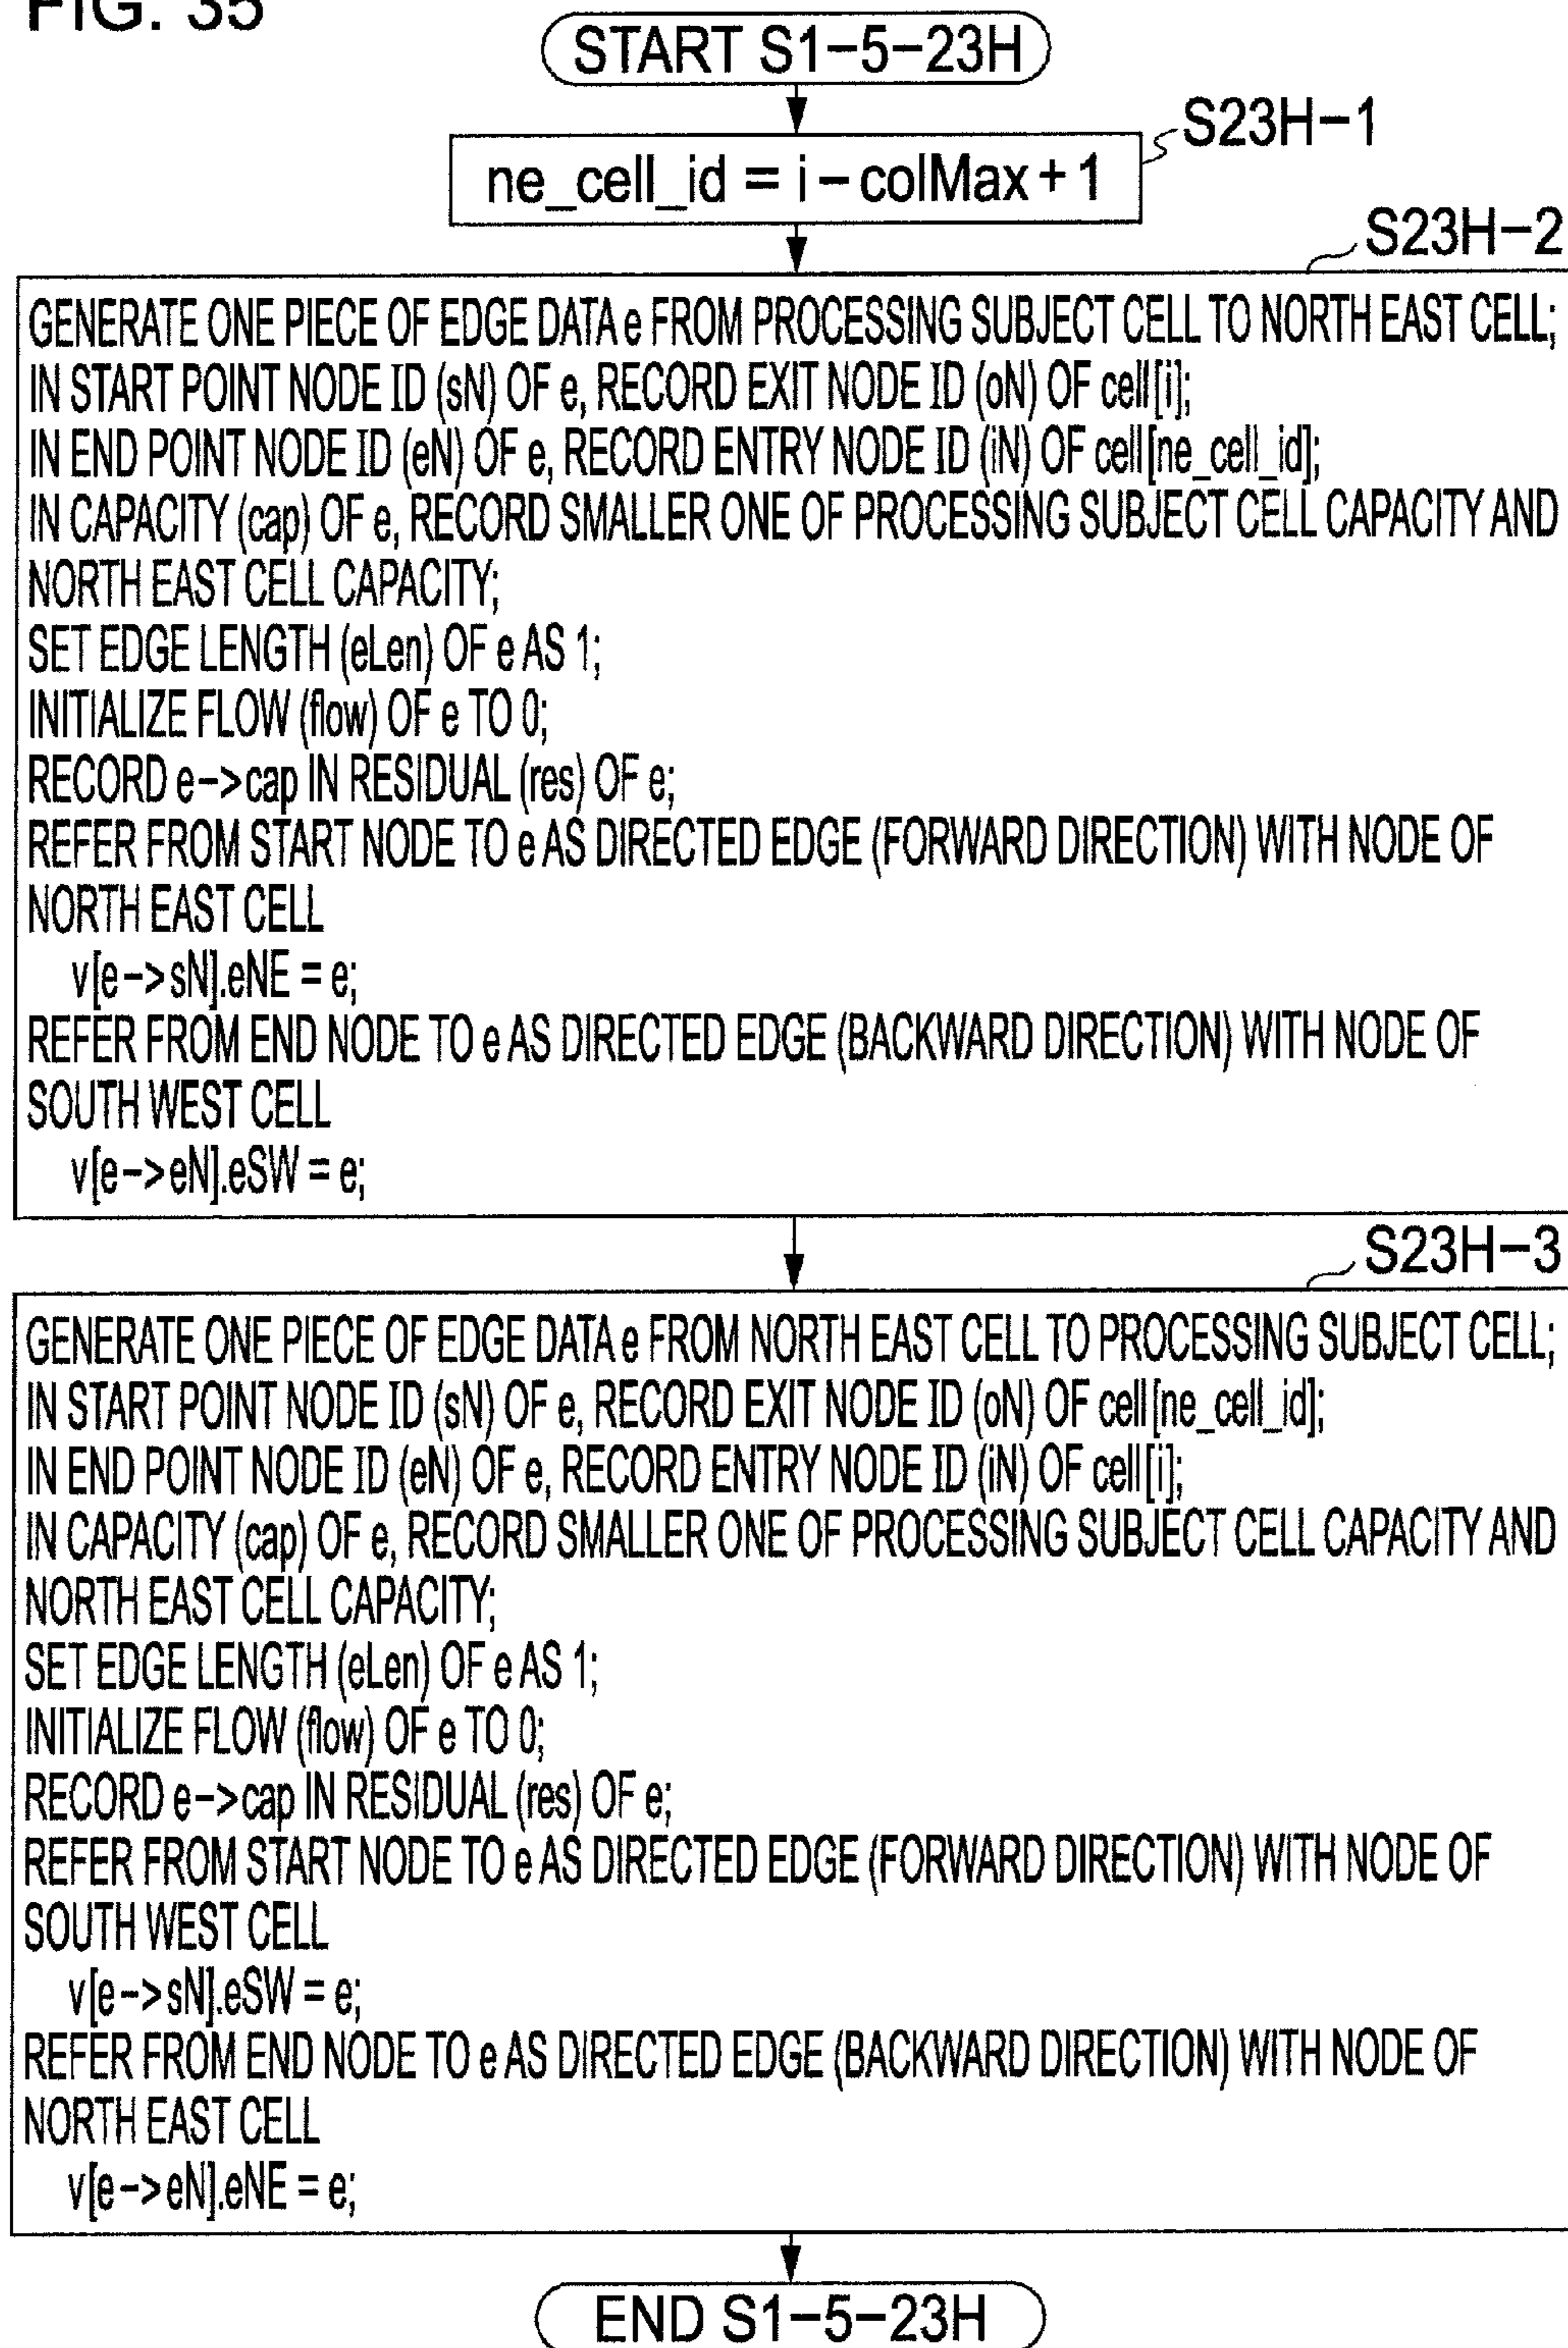 FIG. 35
START S1-5-23H
S23H-1
ne_cell_id = i - colMax + 1
S23H-2
GENERATE ONE PIECE OF EDGE DATA e FROM PROCESSING SUBJECT CELL TO NORTH EAST CELL;
IN START POINT NODE ID (sN) OF e, RECORD EXIT NODE ID (oN) OF cell[i];
IN END POINT NODE ID (eN) OF e, RECORD ENTRY NODE ID (iN) OF cell[ne_cell_id];
IN CAPACITY (cap) OF e, RECORD SMALLER ONE OF PROCESSING SUBJECT CELL CAPACITY AND
NORTH EAST CELL CAPACITY;
SET EDGE LENGTH (eLen) OF e AS 1;
INITIALIZE FLOW (flow) OF e TO 0;
RECORD e->cap IN RESIDUAL (res) OF e;
REFER FROM START NODE TO e AS DIRECTED EDGE (FORWARD DIRECTION) WITH NODE OF
NORTH EAST CELL
v[e->sN].eNE = e;
REFER FROM END NODE TO e AS DIRECTED EDGE (BACKWARD DIRECTION) WITH NODE OF
SOUTH WEST CELL
v[e->eN].eSW = e;
S23H-3
GENERATE ONE PIECE OF EDGE DATA e FROM NORTH EAST CELL TO PROCESSING SUBJECT CELL;
IN START POINT NODE ID (sN) OF e, RECORD EXIT NODE ID (oN) OF cell[ne_cell_id];
IN END POINT NODE ID (eN) OF e, RECORD ENTRY NODE ID (iN) OF cell[i];
IN CAPACITY (cap) OF e, RECORD SMALLER ONE OF PROCESSING SUBJECT CELL CAPACITY AND
NORTH EAST CELL CAPACITY;
SET EDGE LENGTH (eLen) OF e AS 1;
INITIALIZE FLOW (flow) OF e TO 0;
RECORD e->cap IN RESIDUAL (res) OF e;
REFER FROM START NODE TO e AS DIRECTED EDGE (FORWARD DIRECTION) WITH NODE OF
SOUTH WEST CELL
v[e->sN].eSW = e;
REFER FROM END NODE TO e AS DIRECTED EDGE (BACKWARD DIRECTION) WITH NODE OF
NORTH EAST CELL
v[e->eN].eNE = e;
END S1-5-23H